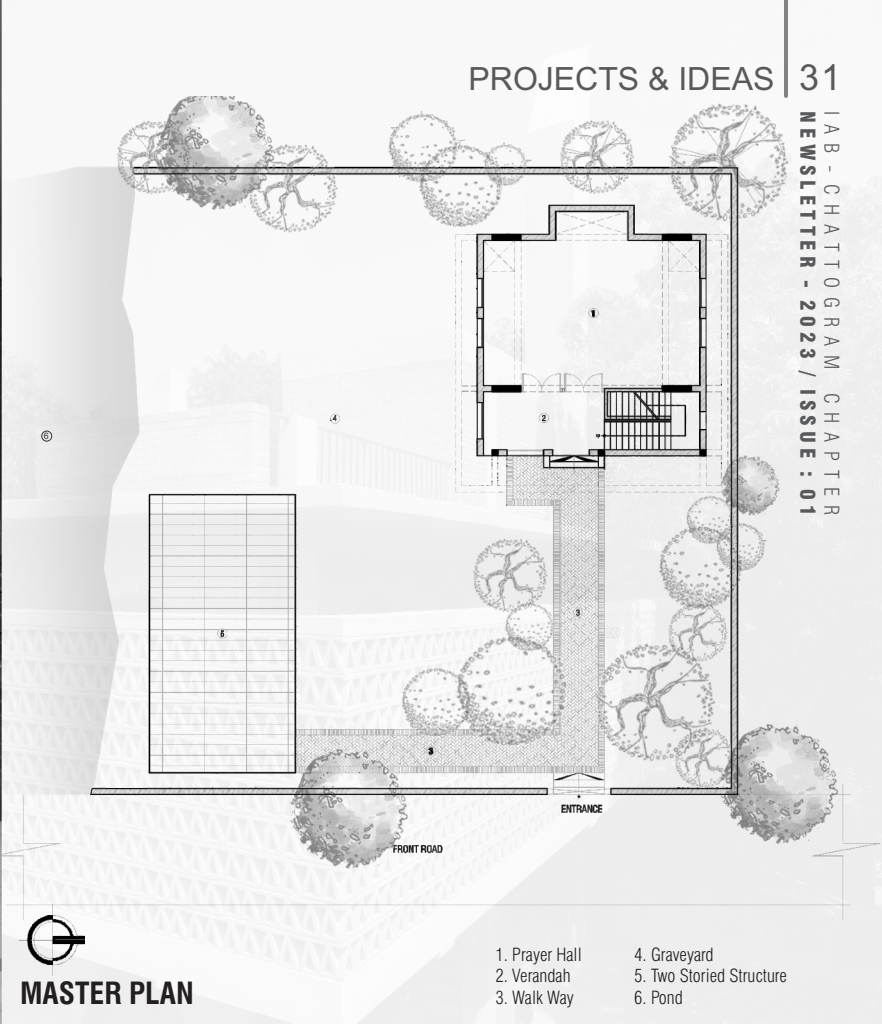 PROJECTS & IDEAS 31
IAB-CHATTOGRAM CHAPTER
NEWSLETTER - 2023 / ISSUE : 01
1
2
4
6
5
3
3
ENTRANCE
FRONT ROAD
MASTER PLAN
1. Prayer Hall
2. Verandah
3. Walk Way
4. Graveyard
5. Two Storied Structure
6. Pond